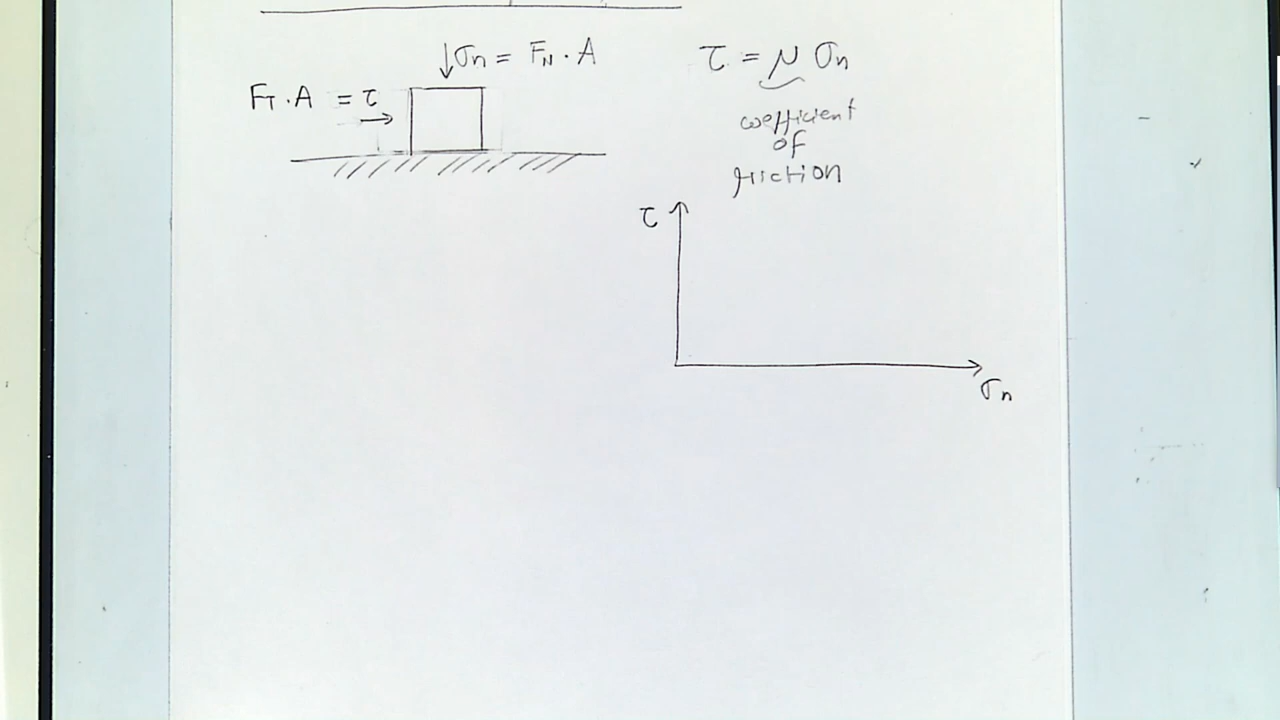 ↓σn = FN · A
FT · A = τ
→
τ = μ σn
coefficient
of
friction
τ
σn